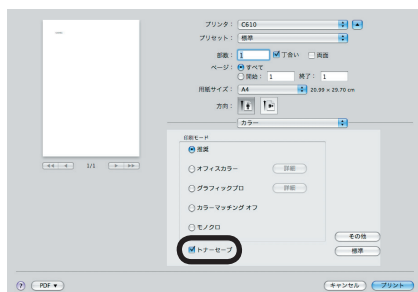 プリンタ： C610
プリセット： 標準
部数： 1 丁合い 両面
ページ： すべて
開始： 1 終了： 1
用紙サイズ： A4 20.99 x 29.70 cm
方向：
カラー
印刷モード
推奨
オフィスカラー 詳細
グラフィックプロ 詳細
カラーマッチング オフ
モノクロ
トナーセーブ
その他
標準
1/1
? PDF▼ キャンセル プリント